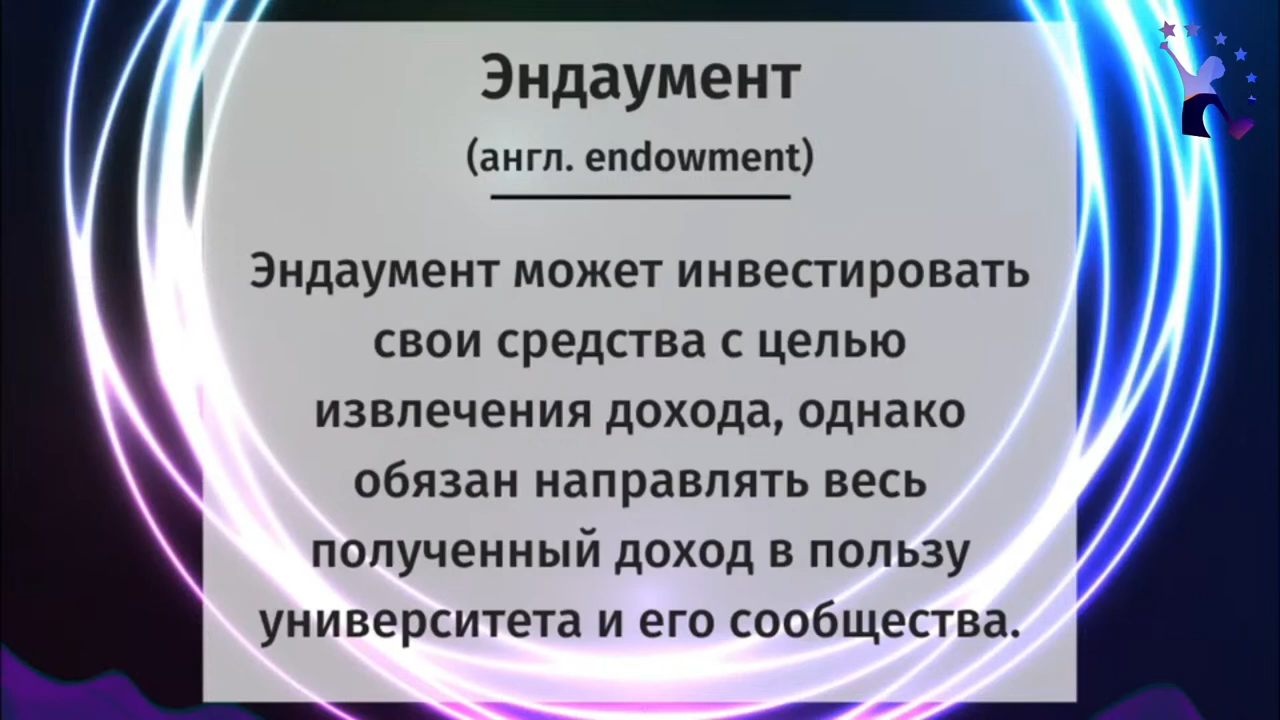 Эндаумент
(англ. endowment)
Эндаумент может инвестировать
свои средства с целью
извлечения дохода, однако
обязан направлять весь
полученный доход в пользу
университета и его сообщества.